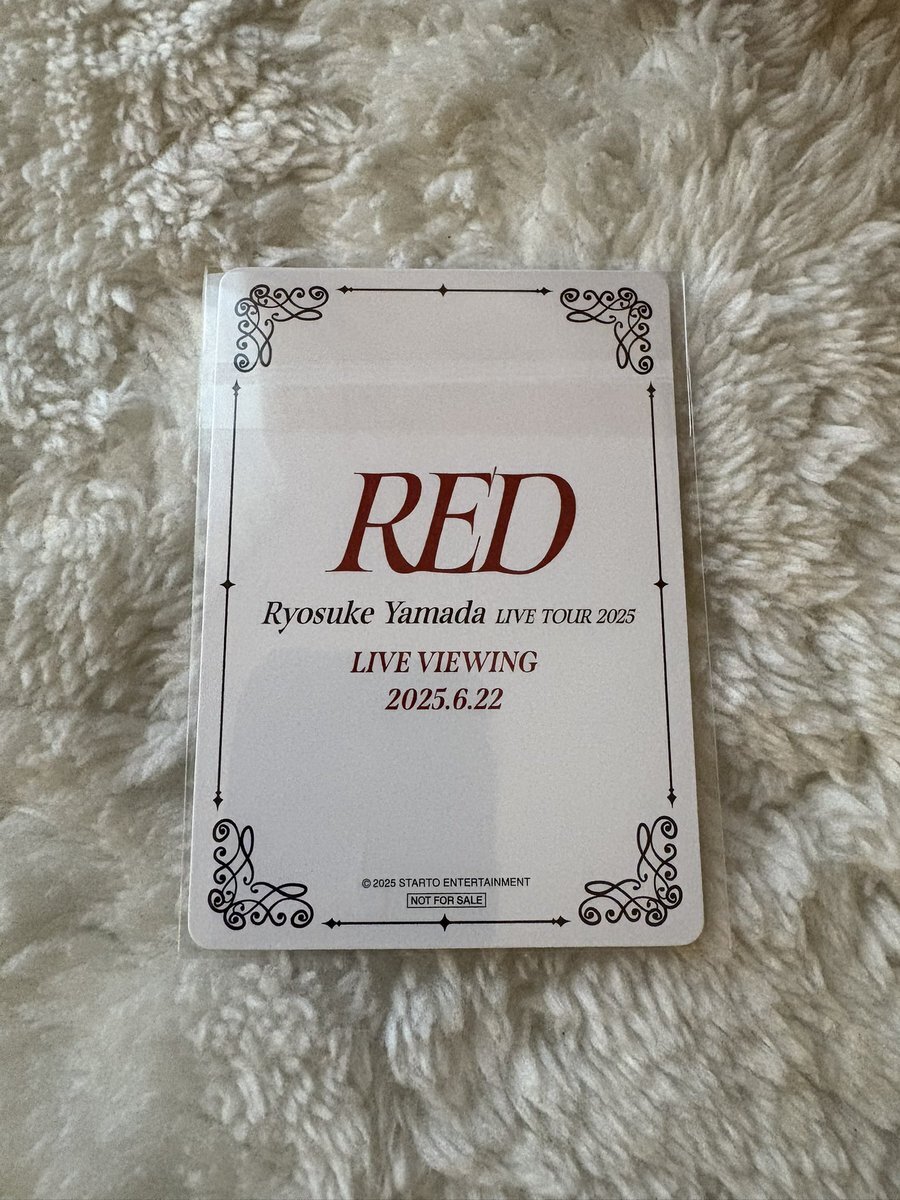 RED
Ryosuke Yamada LIVE TOUR 2025
LIVE VIEWING
2025.6.22
© 2025 STARTO ENTERTAINMENT
NOT FOR SALE